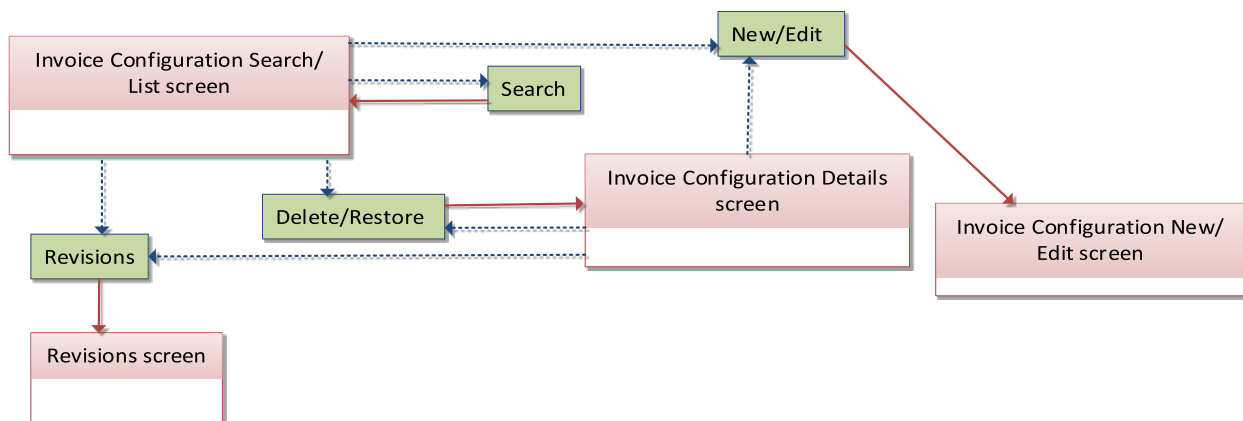 New/Edit
Invoice Configuration Search/
List screen
Search
Invoice Configuration Details
screen
Delete/Restore
Invoice Configuration New/
Edit screen
Revisions
Revisions screen